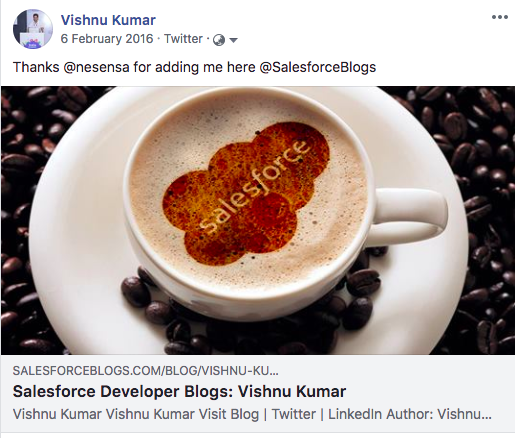 Vishnu Kumar
6 February 2016 · Twitter ·
Thanks @nesensa for adding me here @SalesforceBlogs
salesforce
SALESFORCEBLOGS.COM/BLOG/VISHNU-KU...
Salesforce Developer Blogs: Vishnu Kumar
Vishnu Kumar Vishnu Kumar Visit Blog | Twitter | LinkedIn Author: Vishnu...